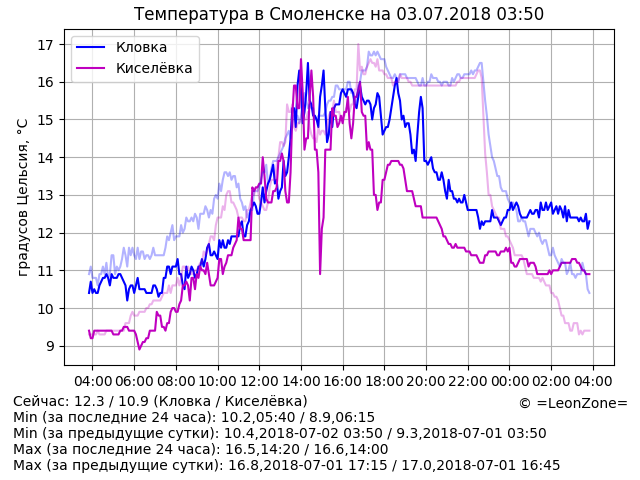 Температура в Смоленске на 03.07.2018 03:50
Кловка
Киселёвка
градусов Цельсия, °C
17
16
15
14
13
12
11
10
9
04:00 06:00 08:00 10:00 12:00 14:00 16:00 18:00 20:00 22:00 00:00 02:00 04:00
Сейчас: 12.3 / 10.9 (Кловка / Киселёвка)
© =LeonZone=
Min (за последние 24 часа): 10.2,05:40 / 8.9,06:15
Min (за предыдущие сутки): 10.4,2018-07-02 03:50 / 9.3,2018-07-01 03:50
Max (за последние 24 часа): 16.5,14:20 / 16.6,14:00
Max (за предыдущие сутки): 16.8,2018-07-01 17:15 / 17.0,2018-07-01 16:45